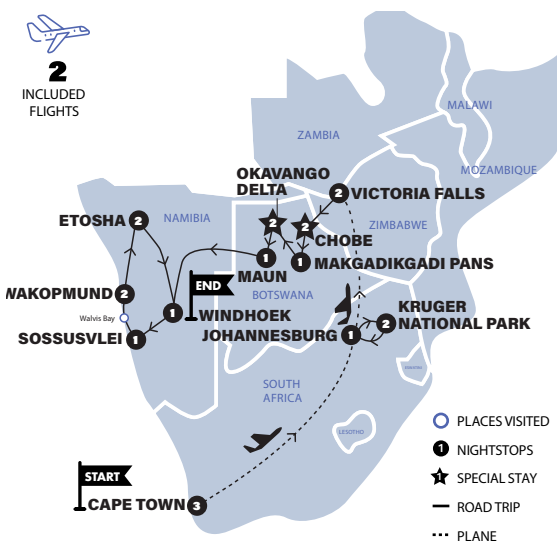 2
INCLUDED
FLIGHTS
MALAWI
ZAMBIA
MOZAMBIQUE
OKAVANGO
DELTA
2
VICTORIA FALLS
ETOSHA
2
NAMIBIA
2
2
ZIMBABWE
CHOBE
1
1
MAKGADIKGADI PANS
MAUN
END
BOTSWANA
WAKOPMUND
2
Walvis Bay
1
WINDHOEK
KRUGER
NATIONAL PARK
2
JOHANNESBURG
1
SOSSUSVLEI
1
SOUTH
AFRICA
LESOTHO
START
CAPE TOWN
3
PLACES VISITED
1
NIGHTSTOPS
1
SPECIAL STAY
ROAD TRIP
PLANE